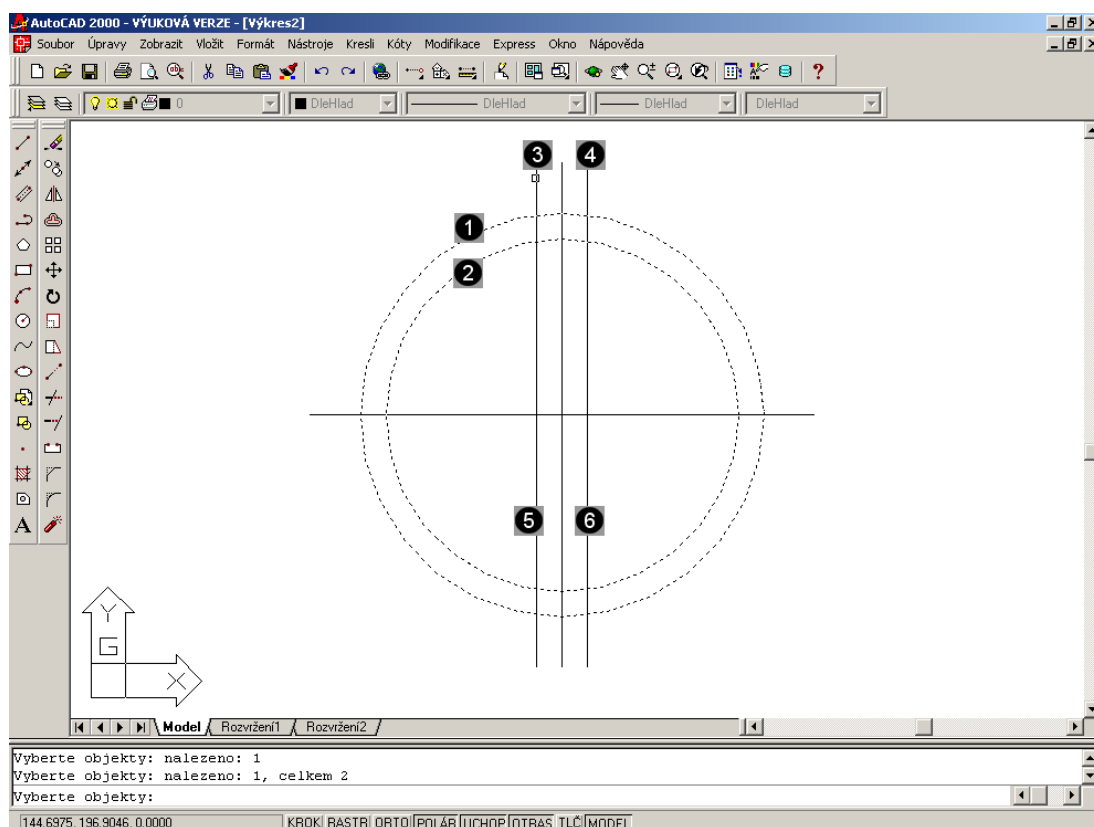 AutoCAD 2000 - VÝUKOVÁ VERZE - [Výkres2]
Soubor Úpravy Zobrazit Vložit Formát Nástroje Kresli Kóty Modifikace Express Okno Nápověda
0 DleHlad DleHlad DleHlad DleHlad
3 4
1
2
5 6
Y
G
X
A
Model Rozvržení1 Rozvržení2
Vyberte objekty: nalezeno: 1
Vyberte objekty: nalezeno: 1, celkem 2
Vyberte objekty:
144.6975, 196.9046, 0.0000 KROK RASTR ORTO POLÁR UCHOP OTRAS TLČ MODEL